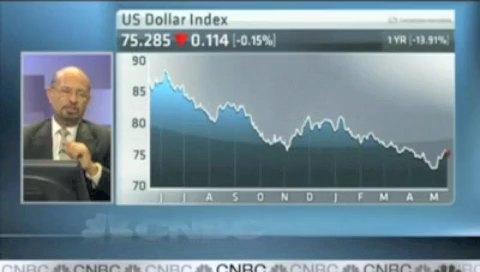 US Dollar Index
75.285 ▼ 0.114 [-0.15%] 1 YR [-13.91%]
90
85
80
75
70
J J A S O N D J F M A M
CNBC
CNBC CNBC CNBC CNBC CNBC CNBC